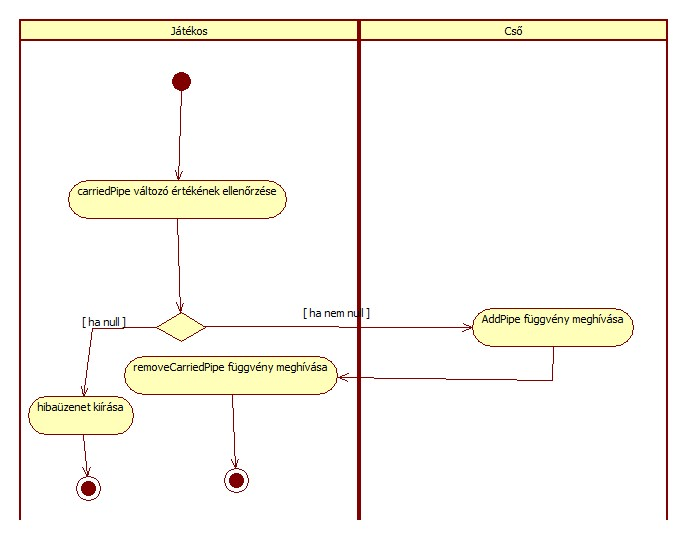 Játékos
Cső
carriedPipe változó értékének ellenőrzése
[ ha null ]
[ ha nem null ]
AddPipe függvény meghívása
removeCarriedPipe függvény meghívása
hibaüzenet kiírása